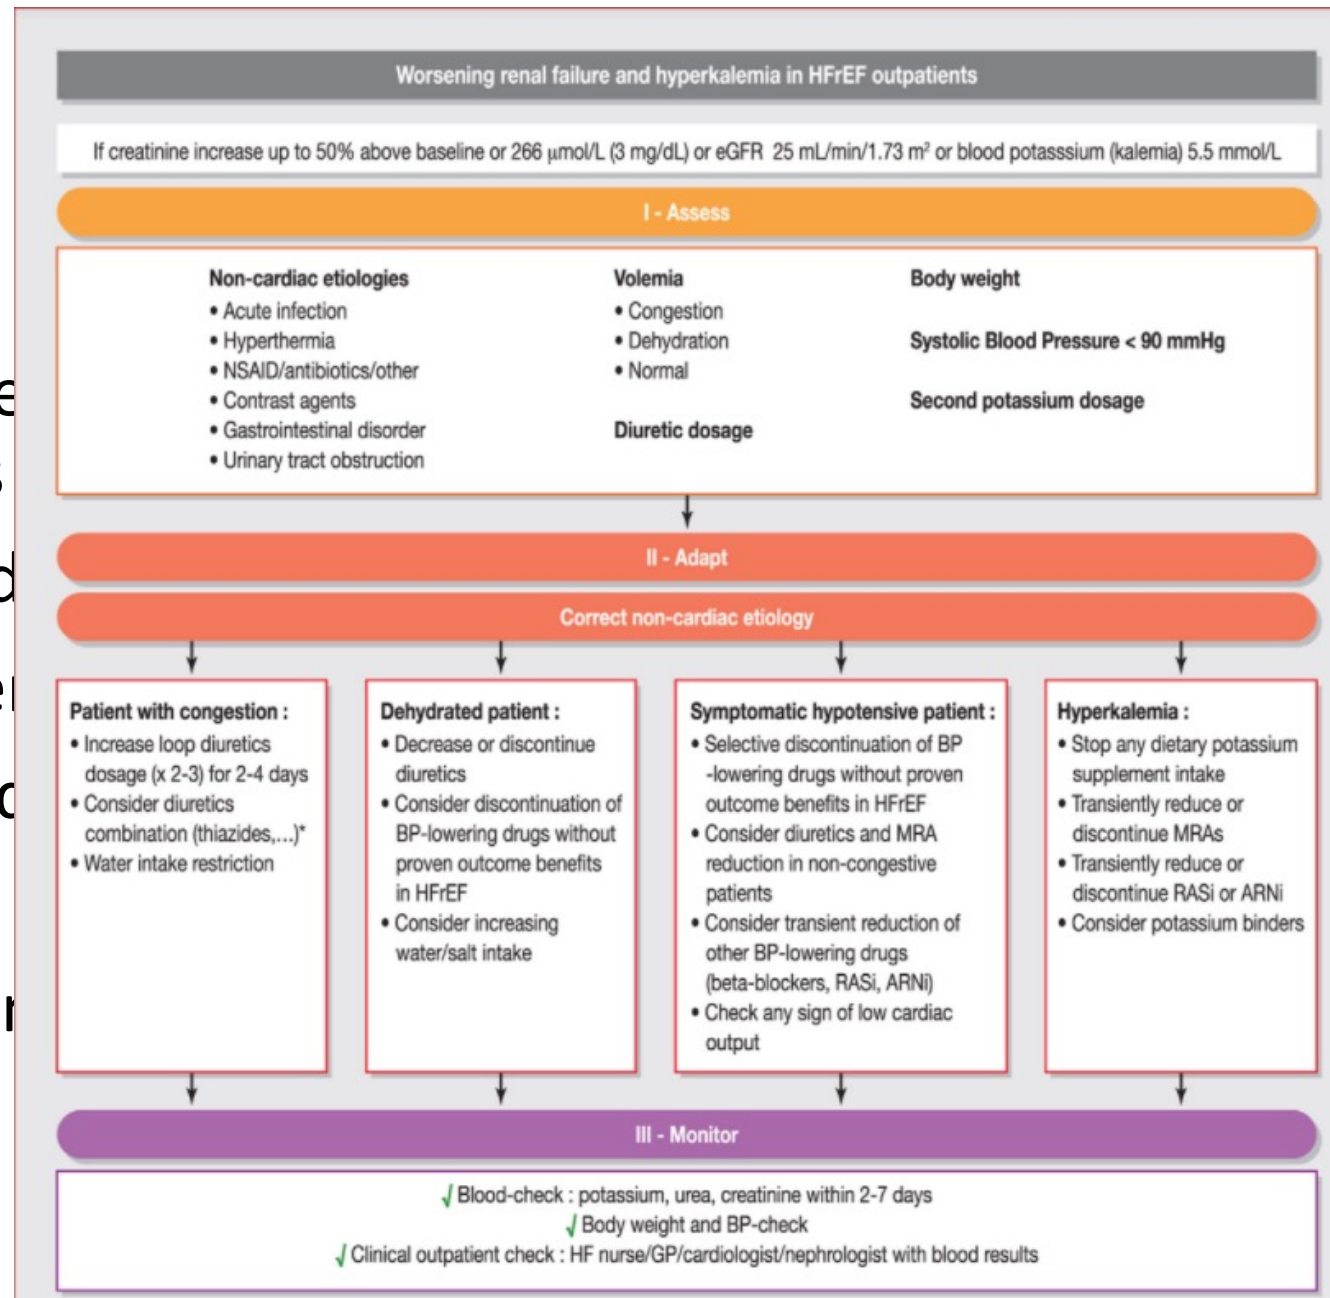 Worsening renal failure and hyperkalemia in HFrEF outpatients
If creatinine increase up to 50% above baseline or 266 μmol/L (3 mg/dL) or eGFR 25 mL/min/1.73 m² or blood potasssium (kalemia) 5.5 mmol/L
I - Assess
Non-cardiac etiologies
• Acute infection
• Hyperthermia
• NSAID/antibiotics/other
• Contrast agents
• Gastrointestinal disorder
• Urinary tract obstruction
Volemia
• Congestion
• Dehydration
• Normal
Diuretic dosage
Body weight
Systolic Blood Pressure < 90 mmHg
Second potassium dosage
II - Adapt
Correct non-cardiac etiology
Patient with congestion :
• Increase loop diuretics
dosage (x 2-3) for 2-4 days
• Consider diuretics
combination (thiazides,...)*
• Water intake restriction
Dehydrated patient :
• Decrease or discontinue
diuretics
• Consider discontinuation of
BP-lowering drugs without
proven outcome benefits
in HFrEF
• Consider increasing
water/salt intake
Symptomatic hypotensive patient :
• Selective discontinuation of BP
-lowering drugs without proven
outcome benefits in HFrEF
• Consider diuretics and MRA
reduction in non-congestive
patients
• Consider transient reduction of
other BP-lowering drugs
(beta-blockers, RASi, ARNi)
• Check any sign of low cardiac
output
Hyperkalemia :
• Stop any dietary potassium
supplement intake
• Transiently reduce or
discontinue MRAs
• Transiently reduce or
discontinue RASi or ARNi
• Consider potassium binders
III - Monitor
√ Blood-check : potassium, urea, creatinine within 2-7 days
√ Body weight and BP-check
√ Clinical outpatient check : HF nurse/GP/cardiologist/nephrologist with blood results